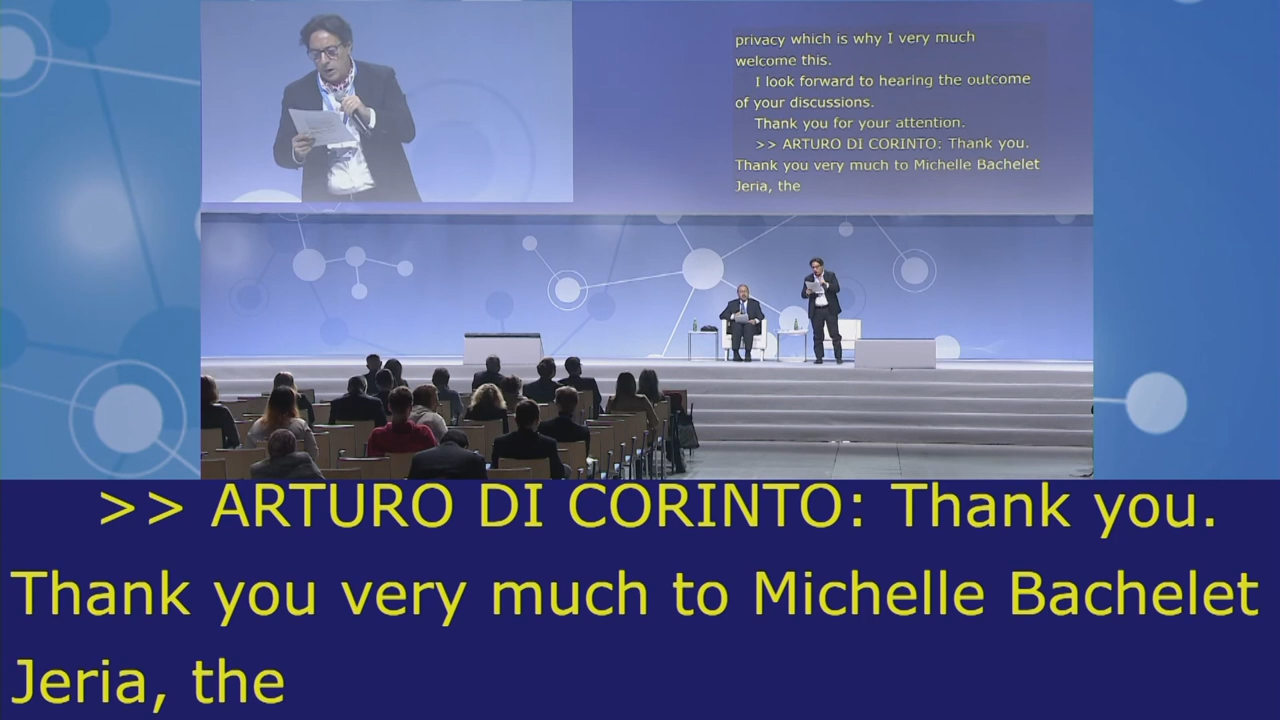 privacy which is why I very much
welcome this.
I look forward to hearing the outcome
of your discussions.
Thank you for your attention.
>> ARTURO DI CORINTO: Thank you.
Thank you very much to Michelle Bachelet
Jeria, the
>> ARTURO DI CORINTO: Thank you.
Thank you very much to Michelle Bachelet
Jeria, the